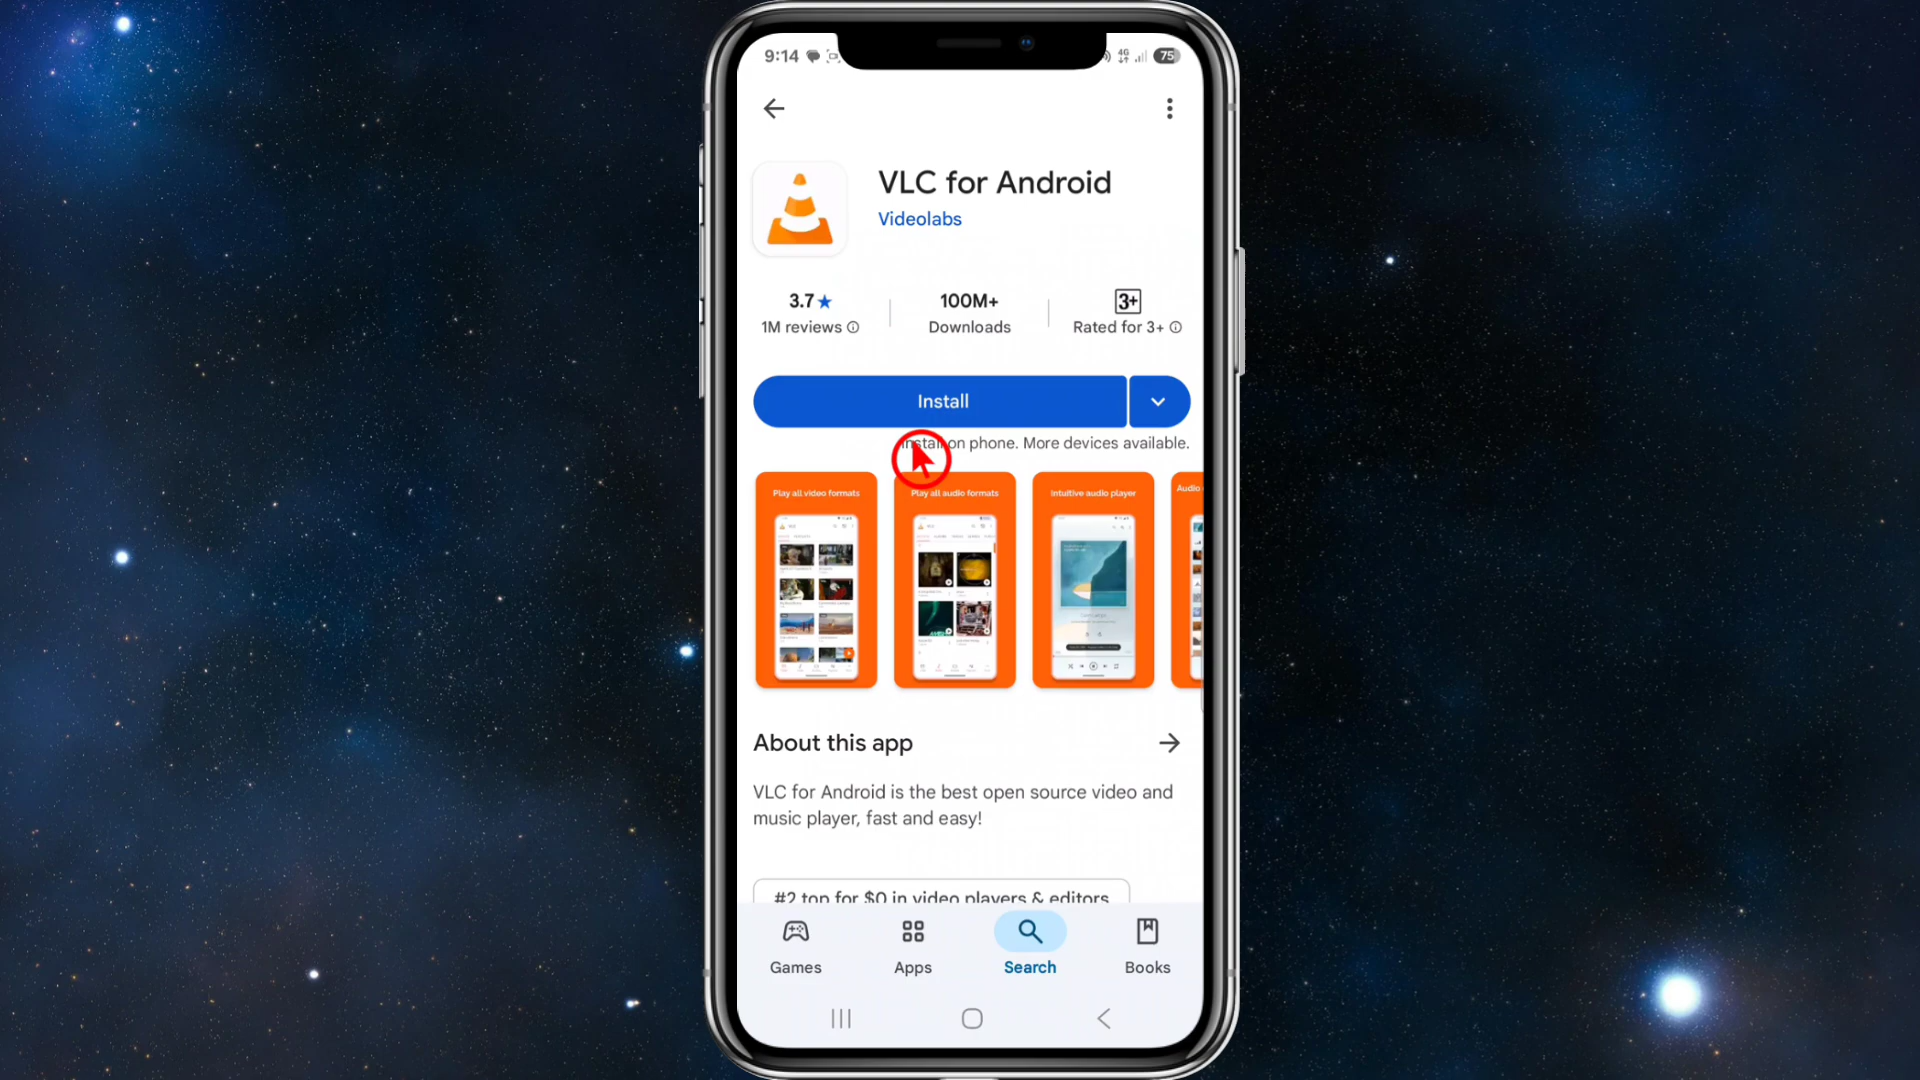 9:14
4G
75
VLC for Android
Videolabs
3.7★
1M reviews
100M+
Downloads
3+
Rated for 3+
Install
Install on phone. More devices available.
Play all video formats
Play all audio formats
Intuitive audio player
Audio
About this app
VLC for Android is the best open source video and
music player, fast and easy!
#2 top for $0 in video players & editors
Games
Apps
Search
Books